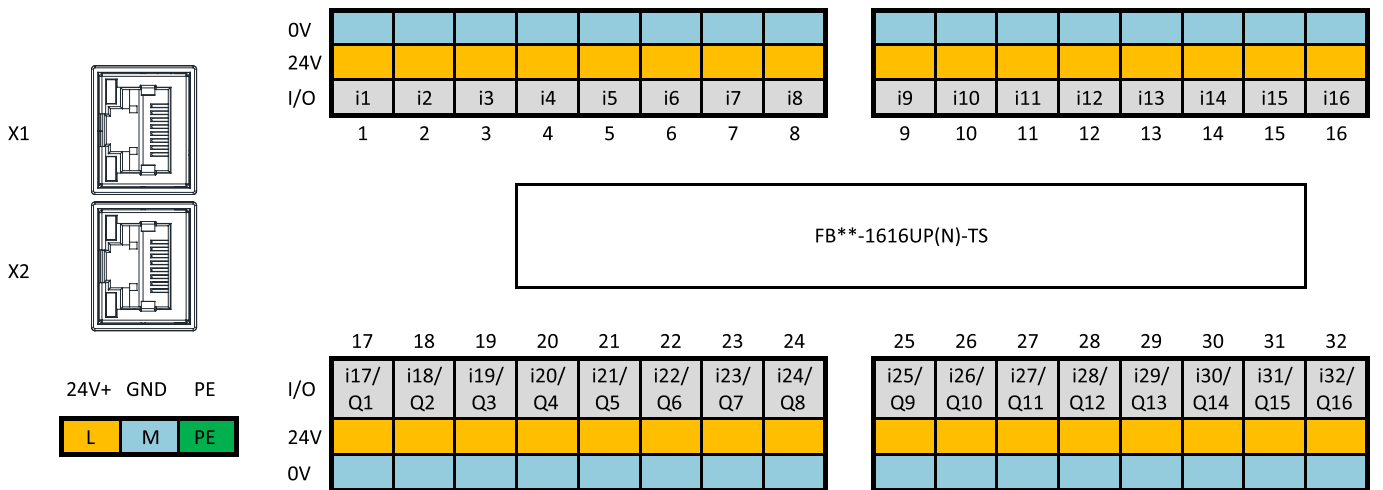 0V
24V
I/O i1 i2 i3 i4 i5 i6 i7 i8 i9 i10 i11 i12 i13 i14 i15 i16
X1 1 2 3 4 5 6 7 8 9 10 11 12 13 14 15 16
FB**-1616UP(N)-TS
X2
17 18 19 20 21 22 23 24 25 26 27 28 29 30 31 32
24V+ GND PE
I/O i17/ i18/ i19/ i20/ i21/ i22/ i23/ i24/ i25/ i26/ i27/ i28/ i29/ i30/ i31/ i32/
Q1 Q2 Q3 Q4 Q5 Q6 Q7 Q8 Q9 Q10 Q11 Q12 Q13 Q14 Q15 Q16
L M PE
24V
0V